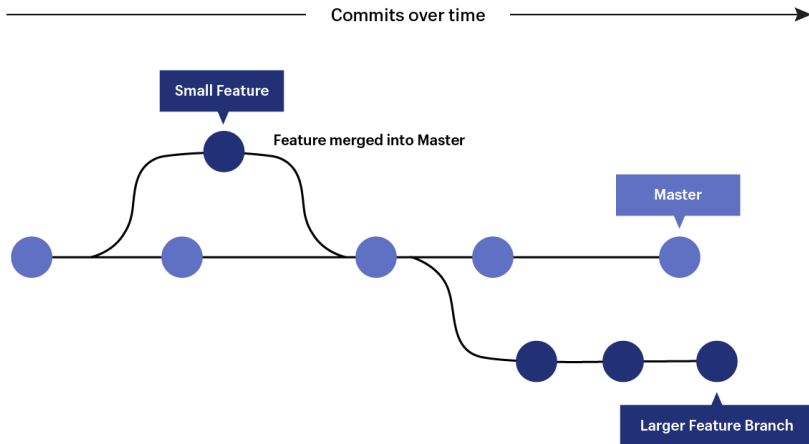 Commits over time
Small Feature
Feature merged into Master
Master
Larger Feature Branch